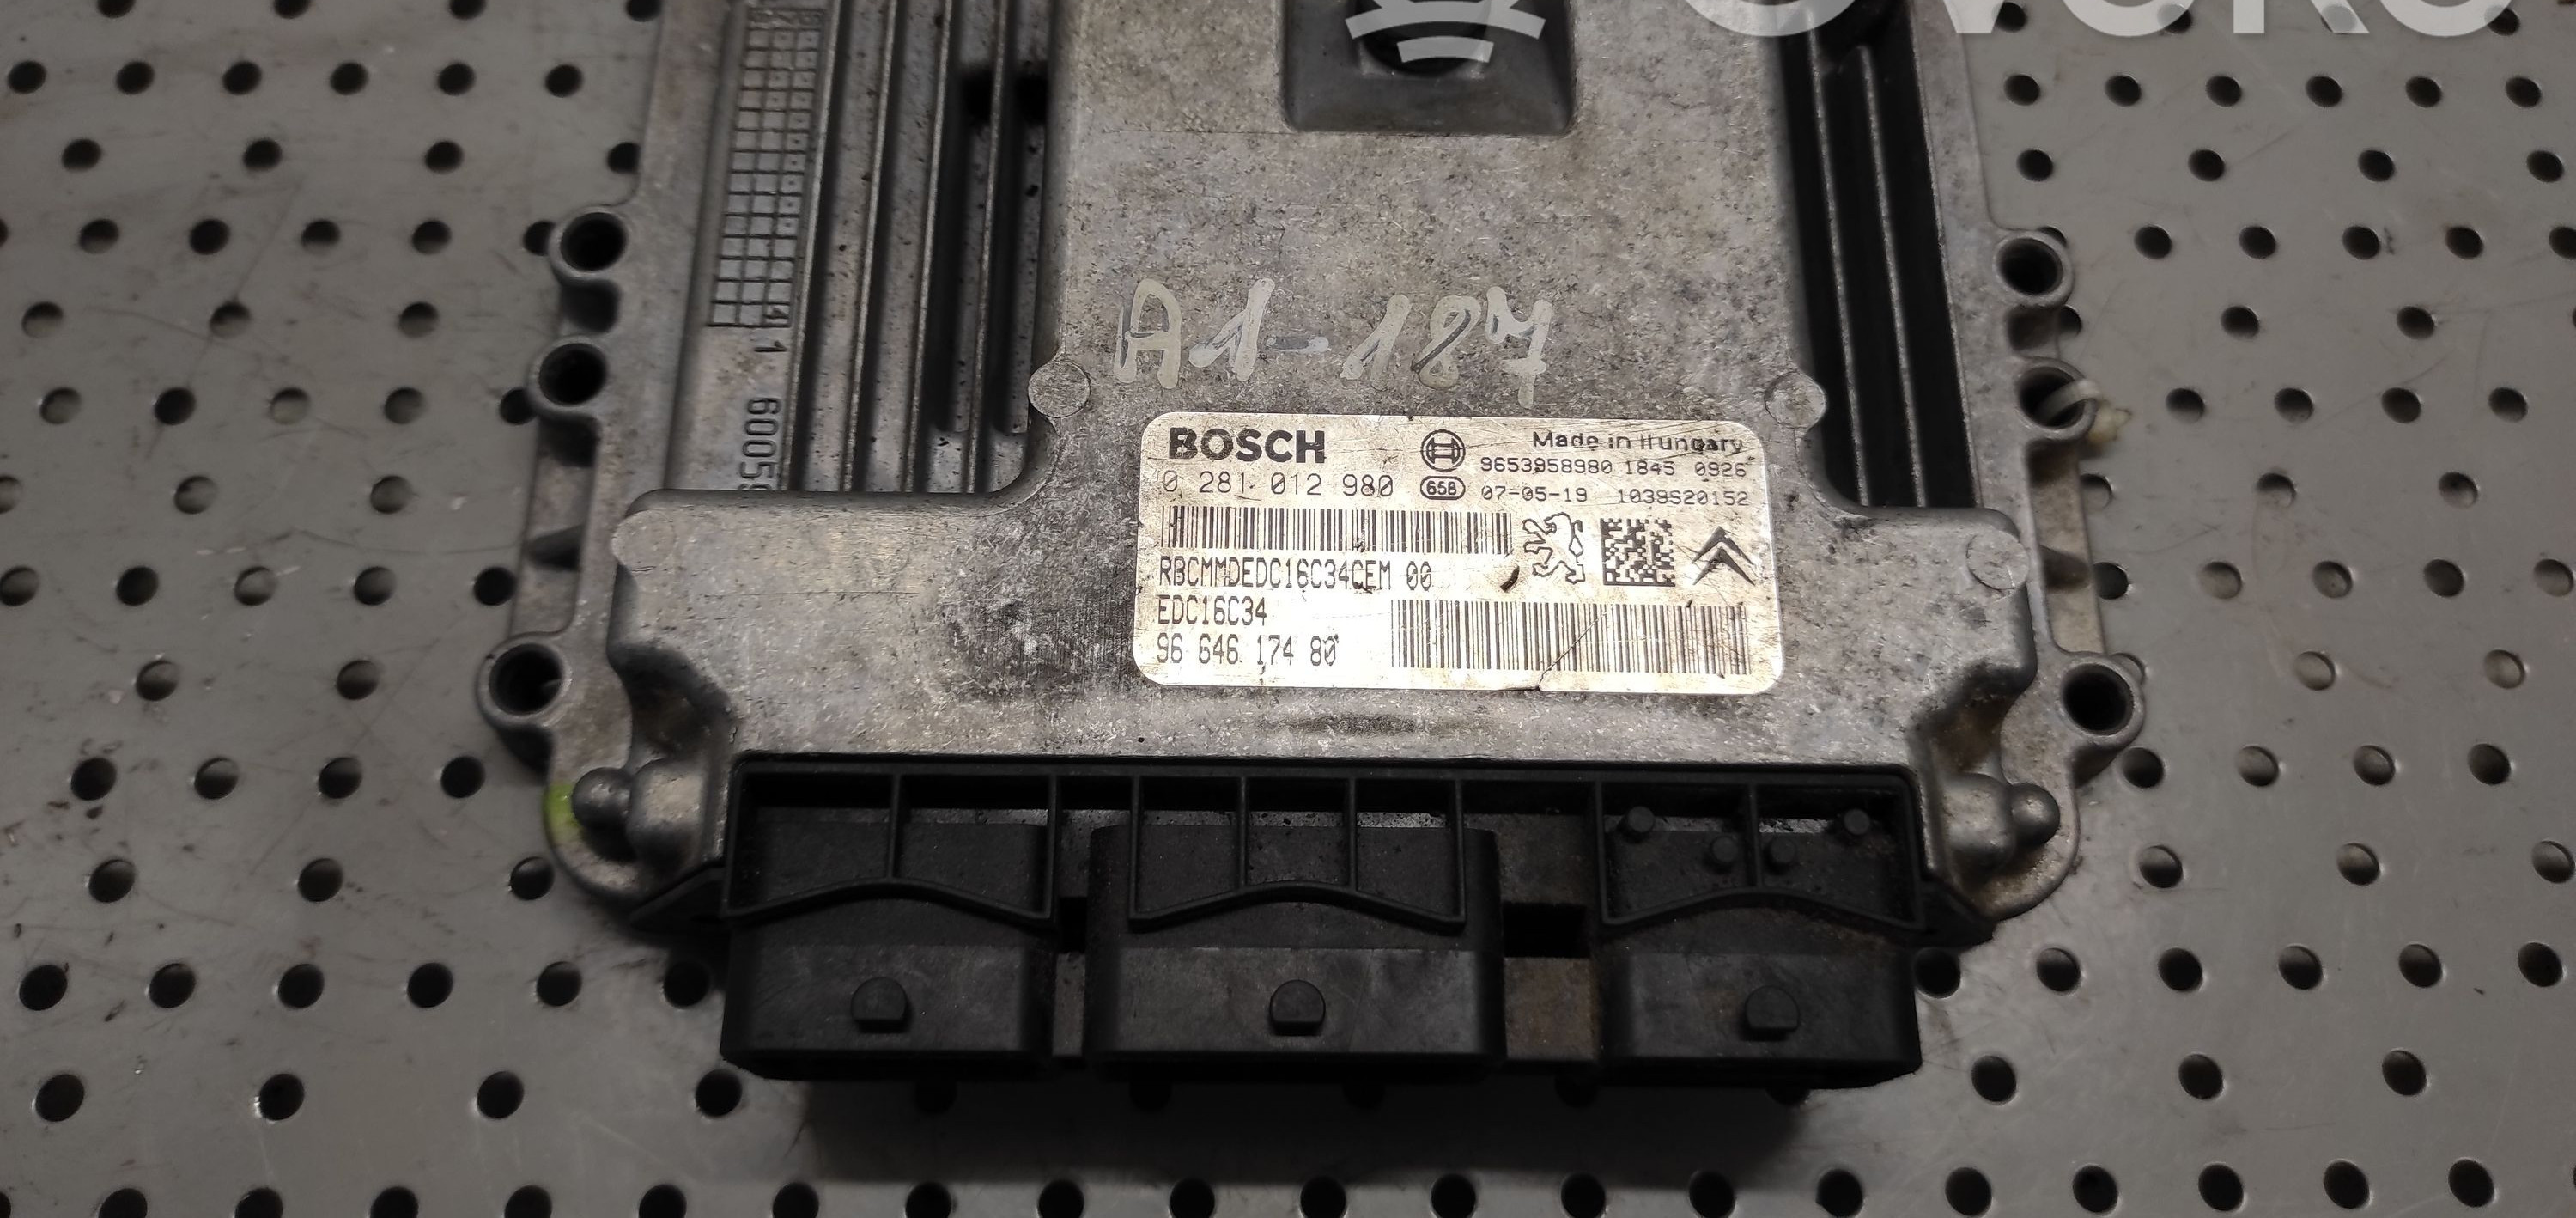 A1-187
BOSCH
Made in Hungary
9653958980 1845 0926
0 281 012 980
658
07-05-19 1039S20152
RBCMMDEDC16C34CEM 00
EDC16C34
96 646 174 80
41